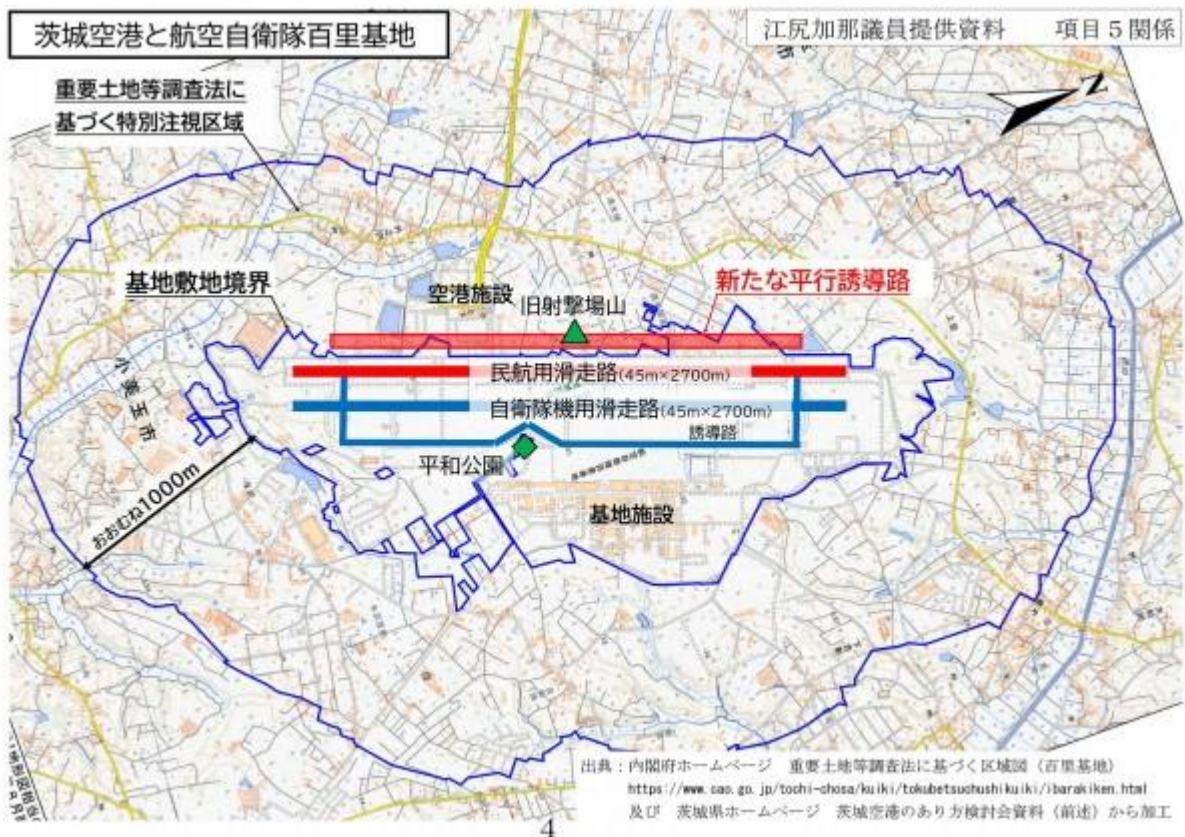 茨城空港と航空自衛隊百里基地
江尻加那議員提供資料 項目5関係
重要土地等調査法に
基づく特別注視区域
N
基地敷地境界
空港施設
旧射撃場山
新たな平行誘導路
小美玉市
民航用滑走路(45m×2700m)
自衛隊機用滑走路(45m×2700m)
誘導路
平和公園
おおむね1000m
基地施設
出典:内閣府ホームページ 重要土地等調査法に基づく区域図(百里基地)
https://www.cao.go.jp/tochi-chosa/kuiki/tokubetsuchushikuiki/ibarakiken.html
及び 茨城県ホームページ 茨城空港のあり方検討会資料(前述)から加工
4